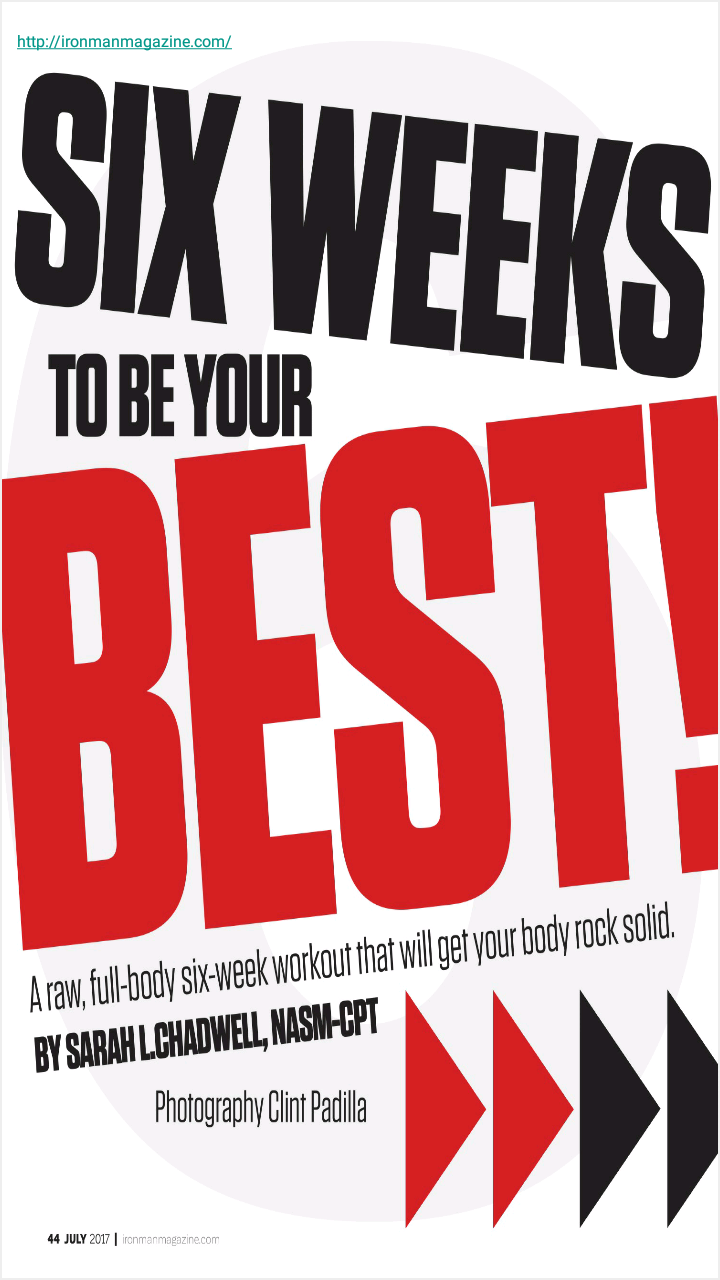 http://ironmanmagazine.com/
SIX WEEKS
TO BE YOUR
BEST!
A raw, full-body six-week workout that will get your body rock solid.
BY SARAH L.CHADWELL, NASM-CPT
Photography Clint Padilla
44 JULY 2017 | ironmanmagazine.com